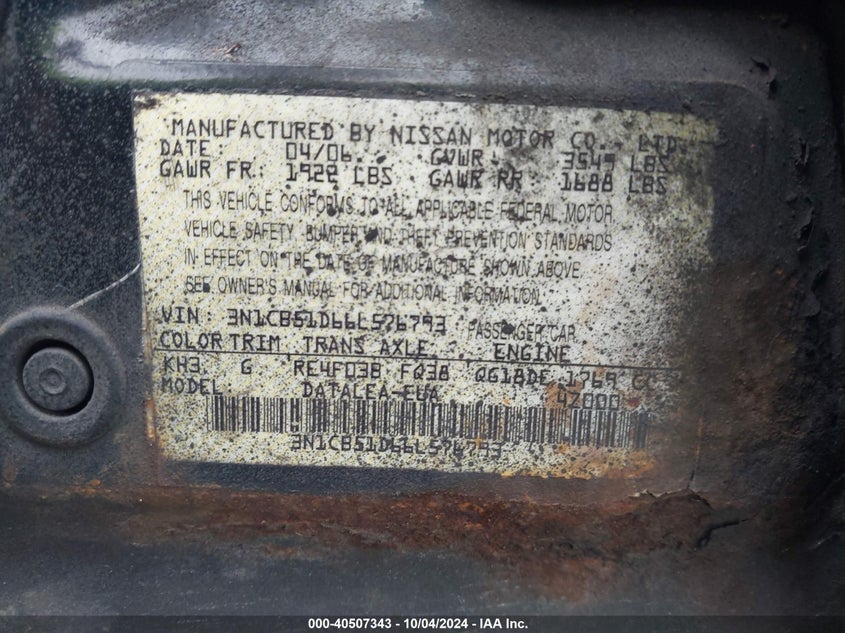 MANUFACTURED BY NISSAN MOTOR CO., LTD.
DATE: 04/06 GVWR: 3549 LBS
GAWR FR: 1922 LBS GAWR RR: 1688 LBS
THIS VEHICLE CONFORMS TO ALL APPLICABLE FEDERAL MOTOR
VEHICLE SAFETY, BUMPER AND THEFT PREVENTION STANDARDS
IN EFFECT ON THE DATE OF MANUFACTURE SHOWN ABOVE.
SEE OWNER'S MANUAL FOR ADDITIONAL INFORMATION.
VIN: 3N1CB51D66L576793 PASSENGER CAR
COLOR TRIM TRANS AXLE ENGINE
KH3 G RE4F03B FQ38 QG18DE 1769 CC
MODEL: 4Z000
3N1CB51D66L576793
000-40507343 - 10/04/2024 - IAA Inc.